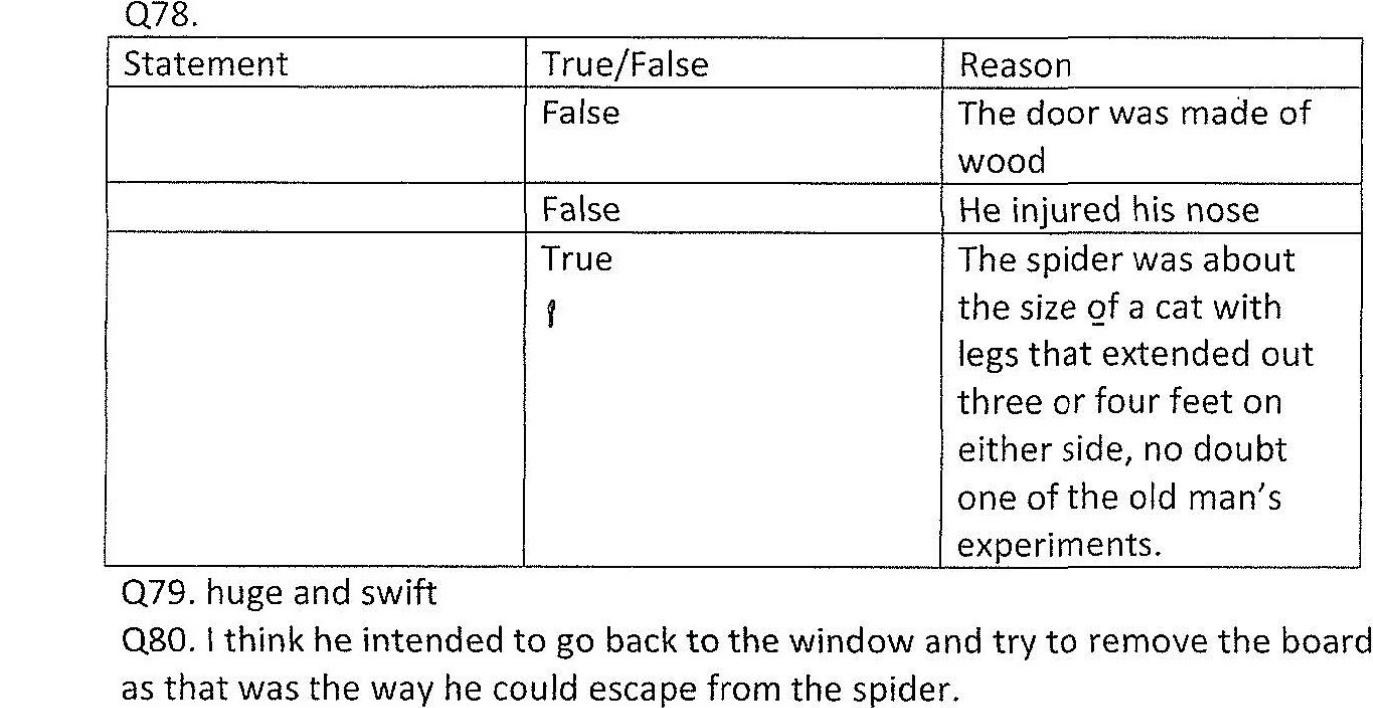 Q78.
Statement True/False Reason
False The door was made of
wood
False He injured his nose
True The spider was about
the size of a cat with
legs that extended out
three or four feet on
either side, no doubt
one of the old man's
experiments.
Q79. huge and swift
Q80. I think he intended to go back to the window and try to remove the board
as that was the way he could escape from the spider.